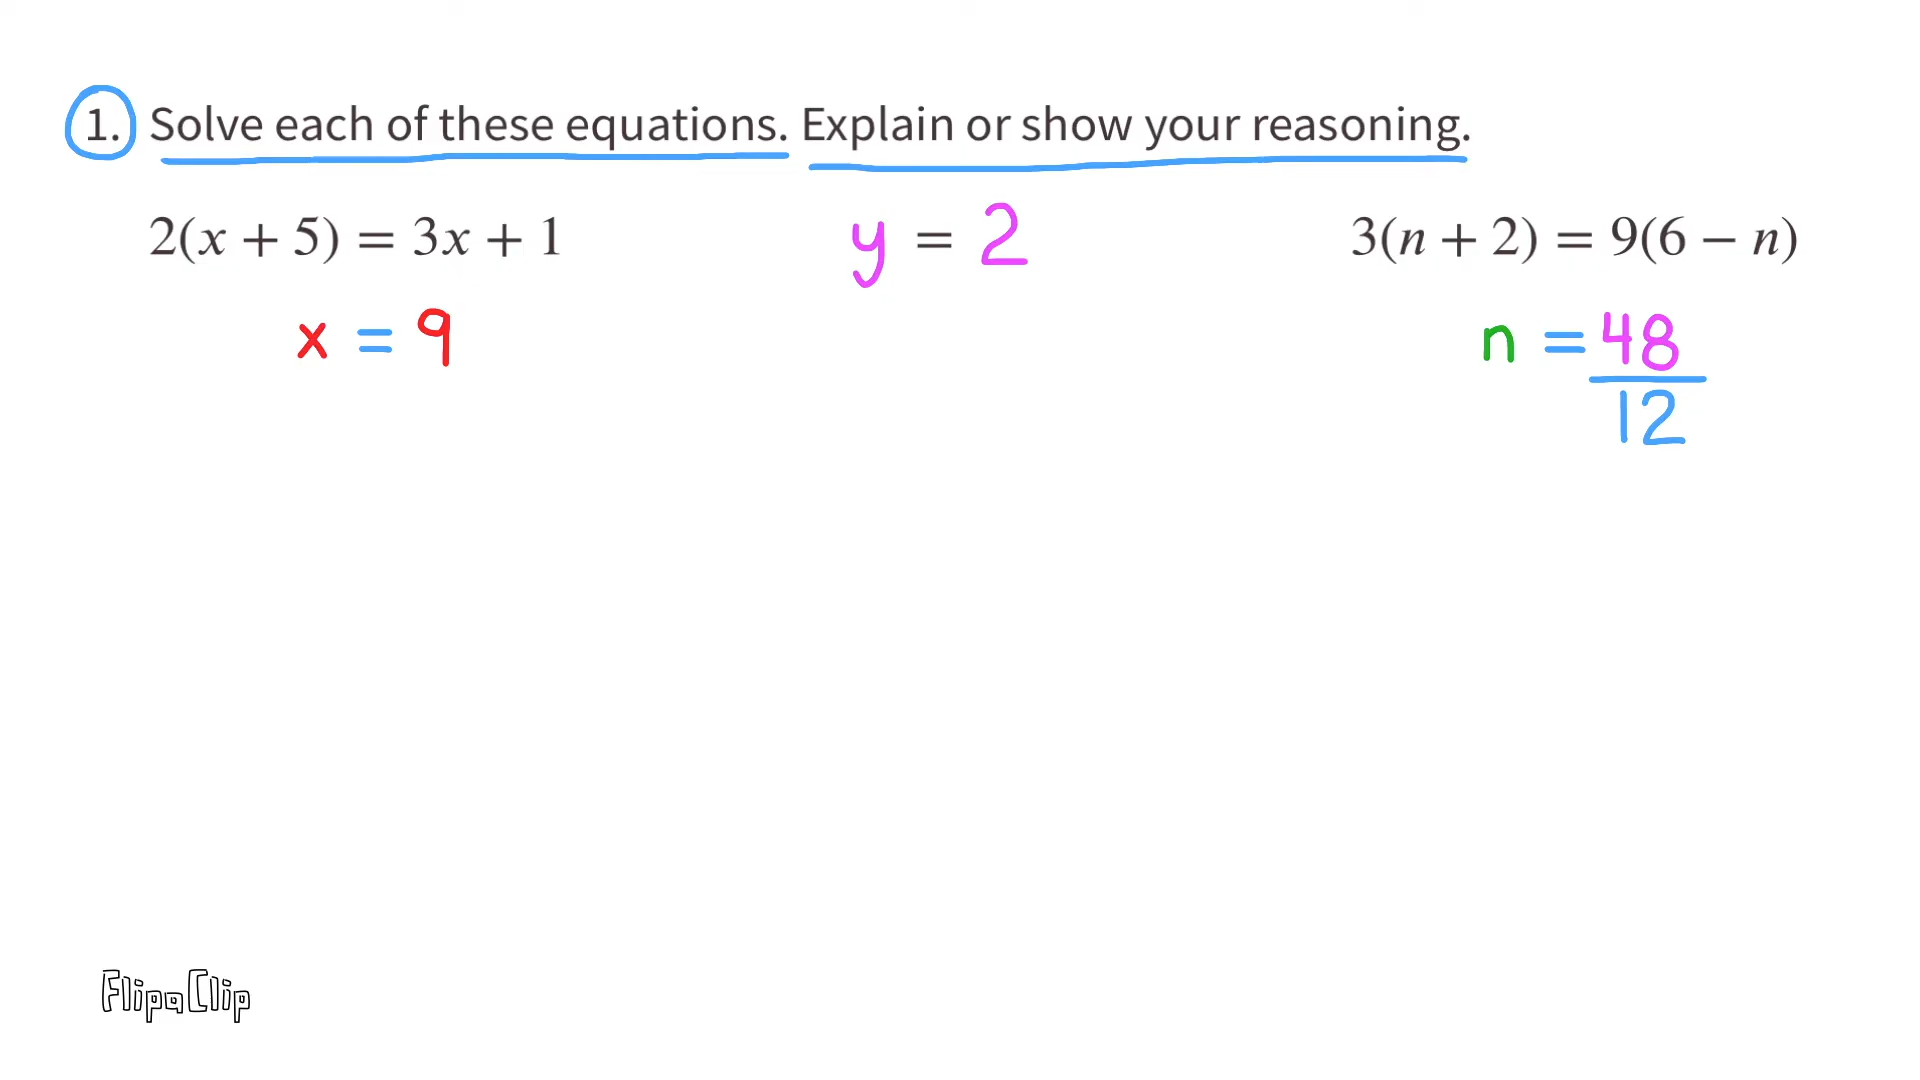 1. Solve each of these equations. Explain or show your reasoning.
2(x + 5) = 3x + 1
x = 9
y = 2
3(n + 2) = 9(6 − n)
n = 48
12
FlipaClip